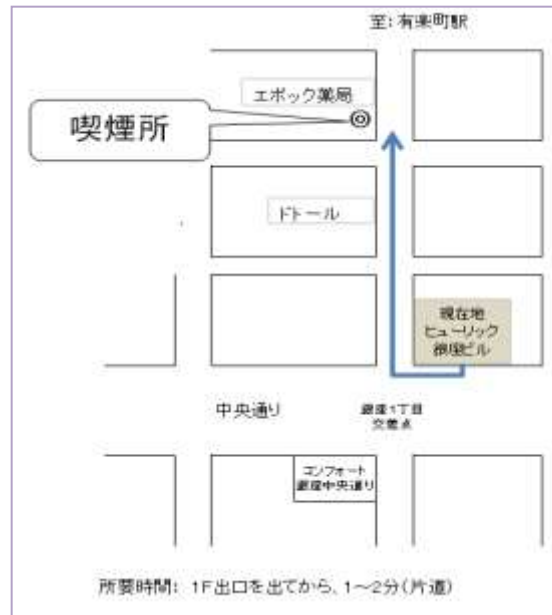 至:有楽町駅
エポック薬局
喫煙所
ドトール
現在地
ヒューリック
銀座ビル
中央通り
銀座1丁目
交差点
コンフォート
銀座中央通り
所要時間: 1F出口を出てから、1~2分(片道)